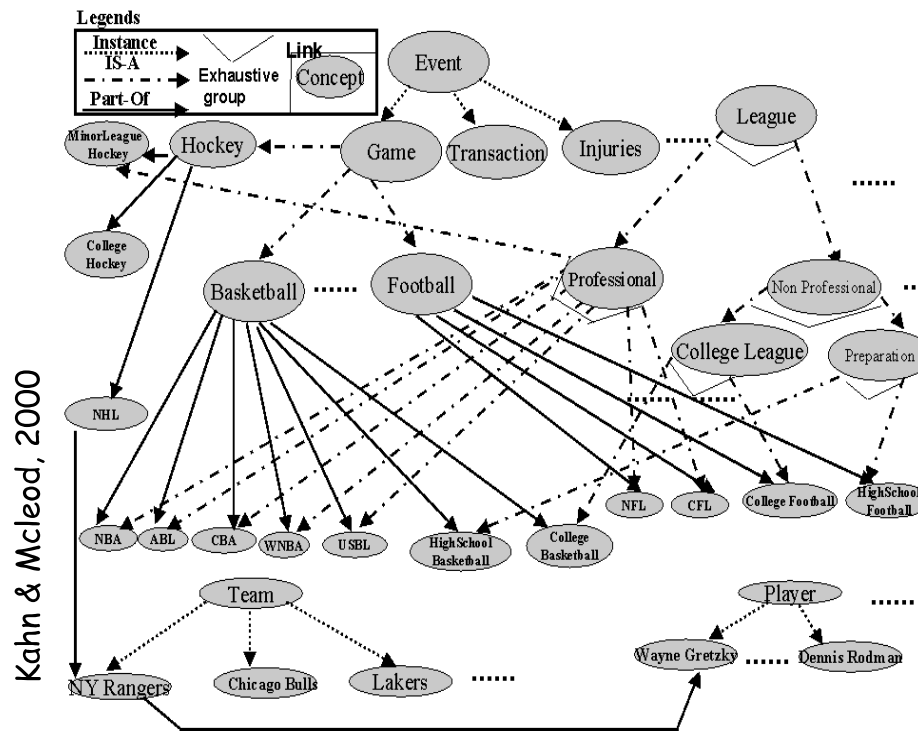 Legends
Instance
IS-A
Part-Of
Exhaustive
group
Link
Concept
Event
League
MinorLeague
Hockey
Hockey
Game
Transaction
Injuries
College
Hockey
Basketball
Football
Professional
Non Professional
College League
Preparation
NHL
NFL
CFL
College Football
HighSchool
Football
NBA
ABL
CBA
WNBA
USBL
HighSchool
Basketball
College
Basketball
Team
Player
NY Rangers
Chicago Bulls
Lakers
Wayne Gretzky
Dennis Rodman
Kahn & Mcleod, 2000